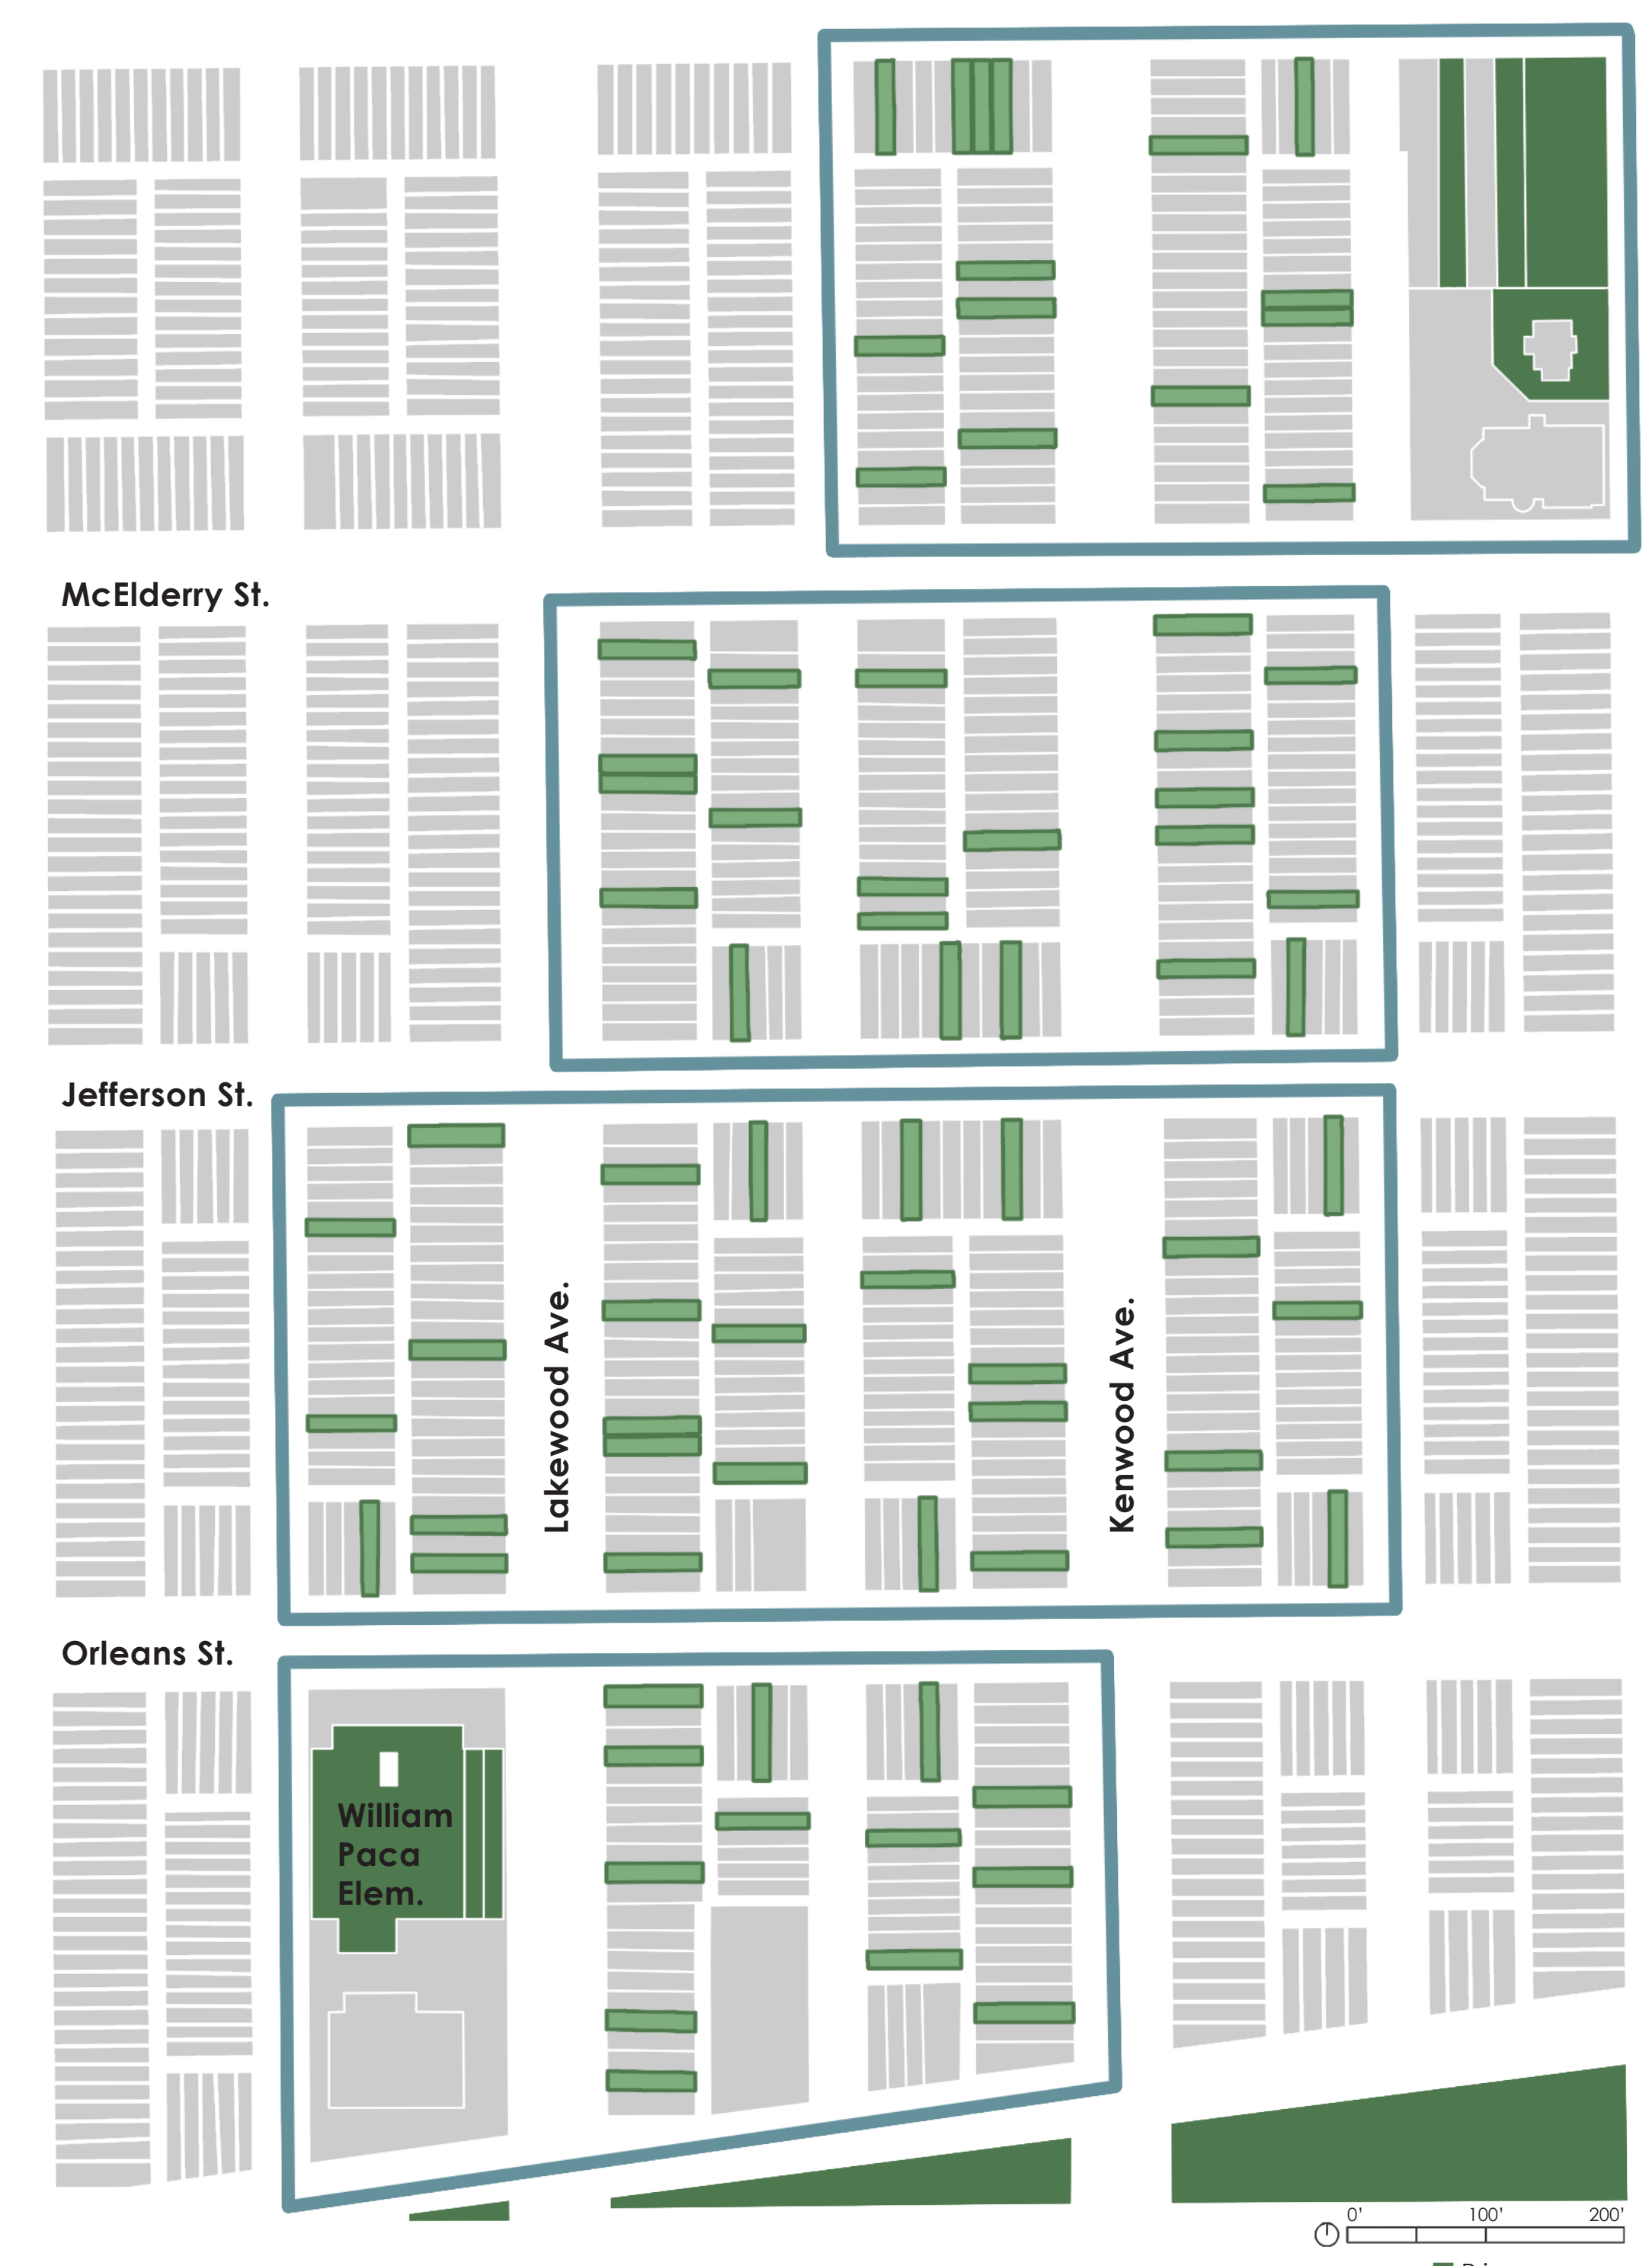 McElderry St.
Jefferson St.
Lakewood Ave.
Kenwood Ave.
Orleans St.
William
Paca
Elem.
0' 100' 200'